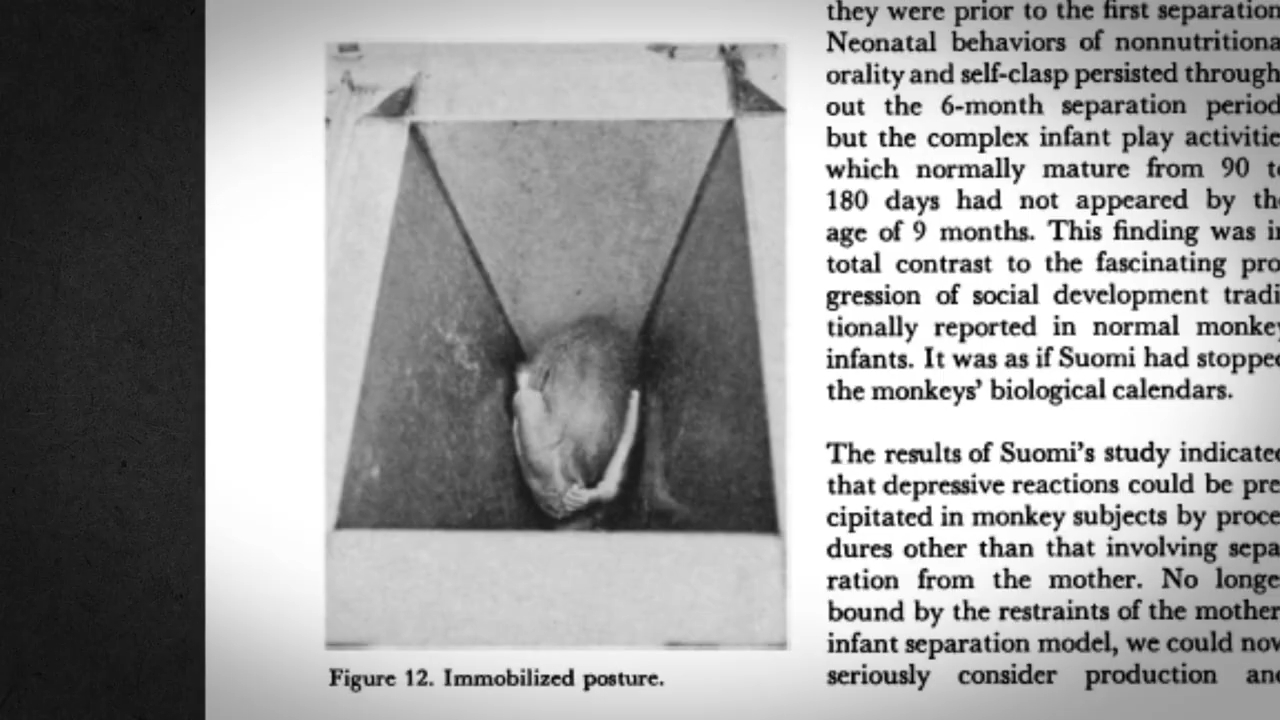 they were prior to the first separation
Neonatal behaviors of nonnutritiona
orality and self-clasp persisted through
out the 6-month separation period
but the complex infant play activitie
which normally mature from 90 t
180 days had not appeared by th
age of 9 months. This finding was i
total contrast to the fascinating pro
gression of social development tradi
tionally reported in normal monkey
infants. It was as if Suomi had stopped
the monkeys' biological calendars.
The results of Suomi's study indicate
that depressive reactions could be pre
cipitated in monkey subjects by proce
dures other than that involving sepa
ration from the mother. No longe
bound by the restraints of the mother
infant separation model, we could now
seriously consider production and
Figure 12. Immobilized posture.